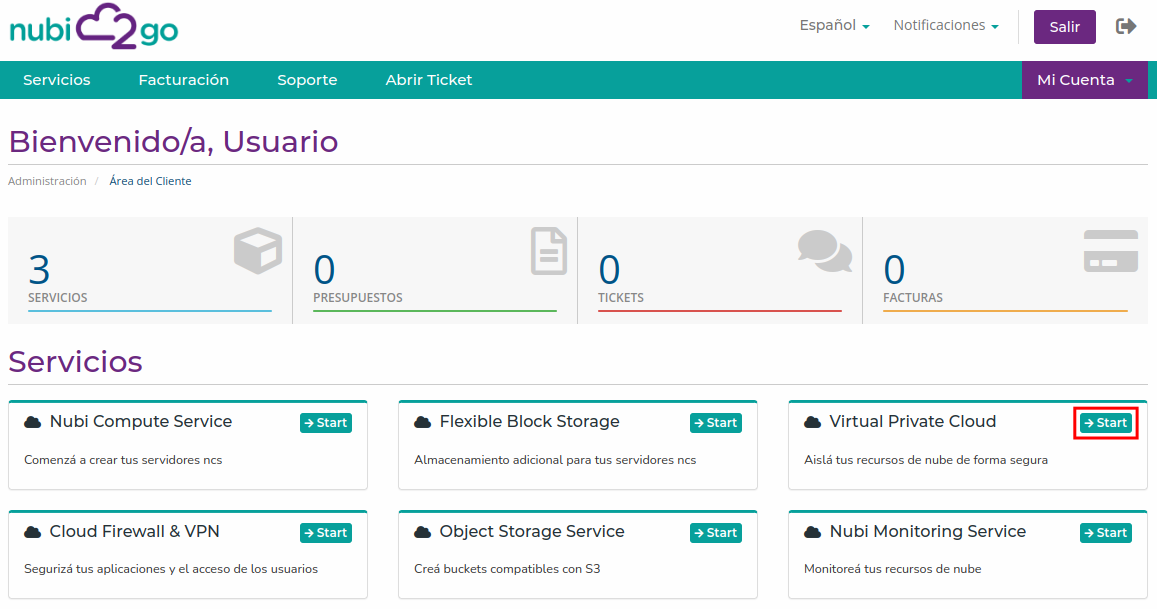 nubi2go
Español
Notificaciones
Salir
Servicios
Facturación
Soporte
Abrir Ticket
Mi Cuenta
Bienvenido/a, Usuario
Administración / Área del Cliente
3
SERVICIOS
0
PRESUPUESTOS
0
TICKETS
0
FACTURAS
Servicios
Nubi Compute Service
Start
Comenzá a crear tus servidores ncs
Flexible Block Storage
Start
Almacenamiento adicional para tus servidores ncs
Virtual Private Cloud
Start
Aislá tus recursos de nube de forma segura
Cloud Firewall & VPN
Start
Segurizá tus aplicaciones y el acceso de los usuarios
Object Storage Service
Start
Creá buckets compatibles con S3
Nubi Monitoring Service
Start
Monitoreá tus recursos de nube